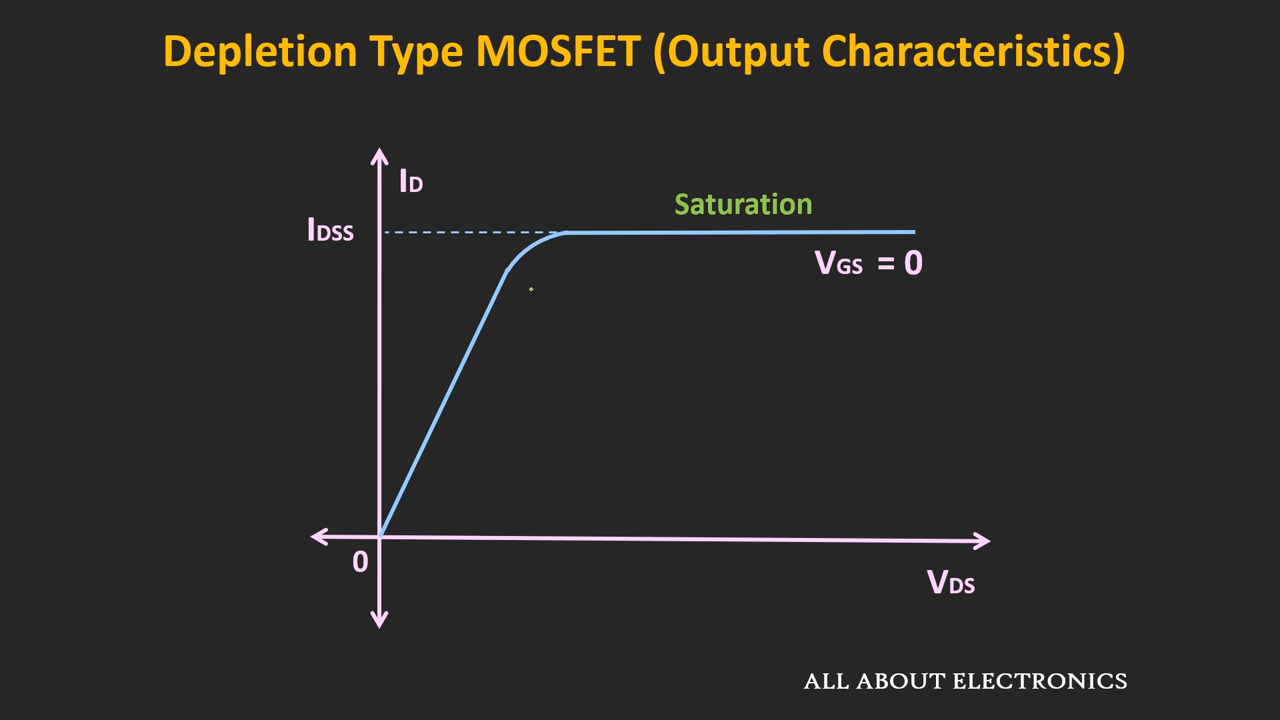 Depletion Type MOSFET (Output Characteristics)
ID
Saturation
IDSS
VGS = 0
0
VDS
ALL ABOUT ELECTRONICS